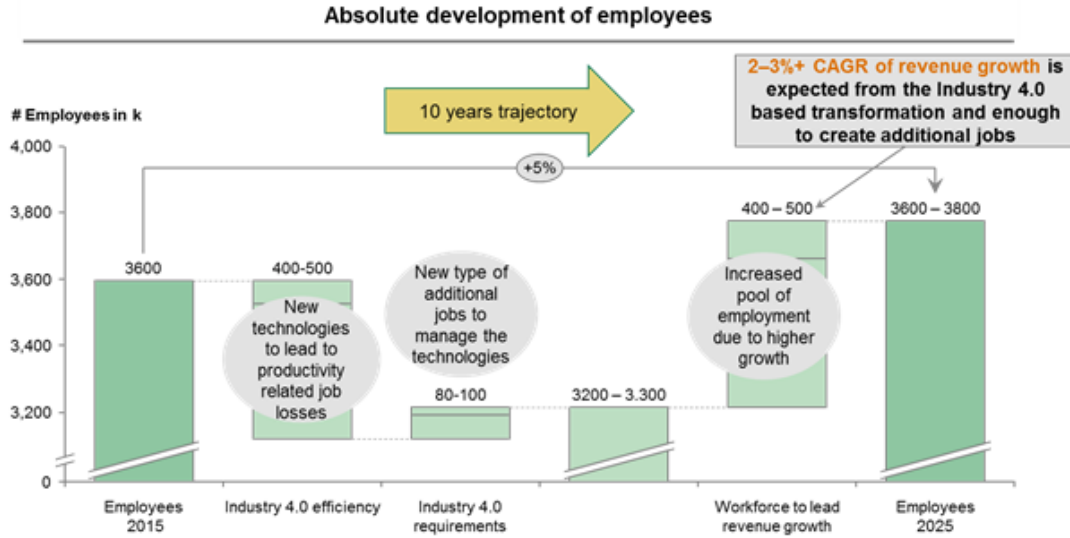 Absolute development of employees
2–3%+ CAGR of revenue growth is
expected from the Industry 4.0
based transformation and enough
to create additional jobs
# Employees in k
10 years trajectory
4,000
3,800
3,600
3,400
3,200
0
+5%
3600
400-500
New
technologies
to lead to
productivity
related job
losses
New type of
additional
jobs to
manage the
technologies
80-100
3200 – 3.300
400 – 500
Increased
pool of
employment
due to higher
growth
3600 – 3800
Employees
2015
Industry 4.0 efficiency
Industry 4.0
requirements
Workforce to lead
revenue growth
Employees
2025